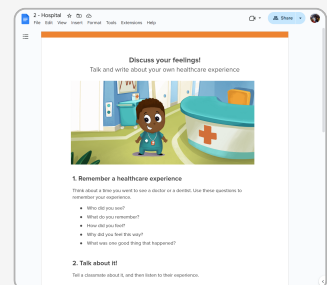 2 - Hospital
File Edit View Insert Format Tools Extensions Help
Share
Discuss your feelings!
Talk and write about your own healthcare experience
1. Remember a healthcare experience
Think about a time you went to see a doctor or a dentist. Use these questions to
remember your experience.
● Who did you see?
● What do you remember?
● How did you feel?
● Why did you feel this way?
● What was one good thing that happened?
2. Talk about it!
Tell a classmate about it, and then listen to their experience.